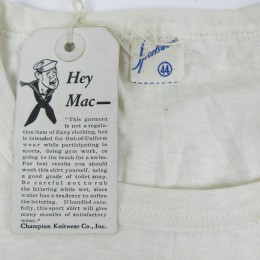 Hey
Mac—
"This garment
is not a regula-
tion item of Navy clothing, but
is intended for Out-of-Uniform
wear while participating in
sports, doing gym work, or
going to the beach for a swim.
For best results you should
wash this shirt yourself, using
a good grade of toilet soap.
Be careful not to rub
the lettering while wet, since
water has a tendency to soften
the lettering. If handled care-
fully, this sport shirt will give
many months of satisfactory
wear."
Champion Knitwear Co., Inc.
44